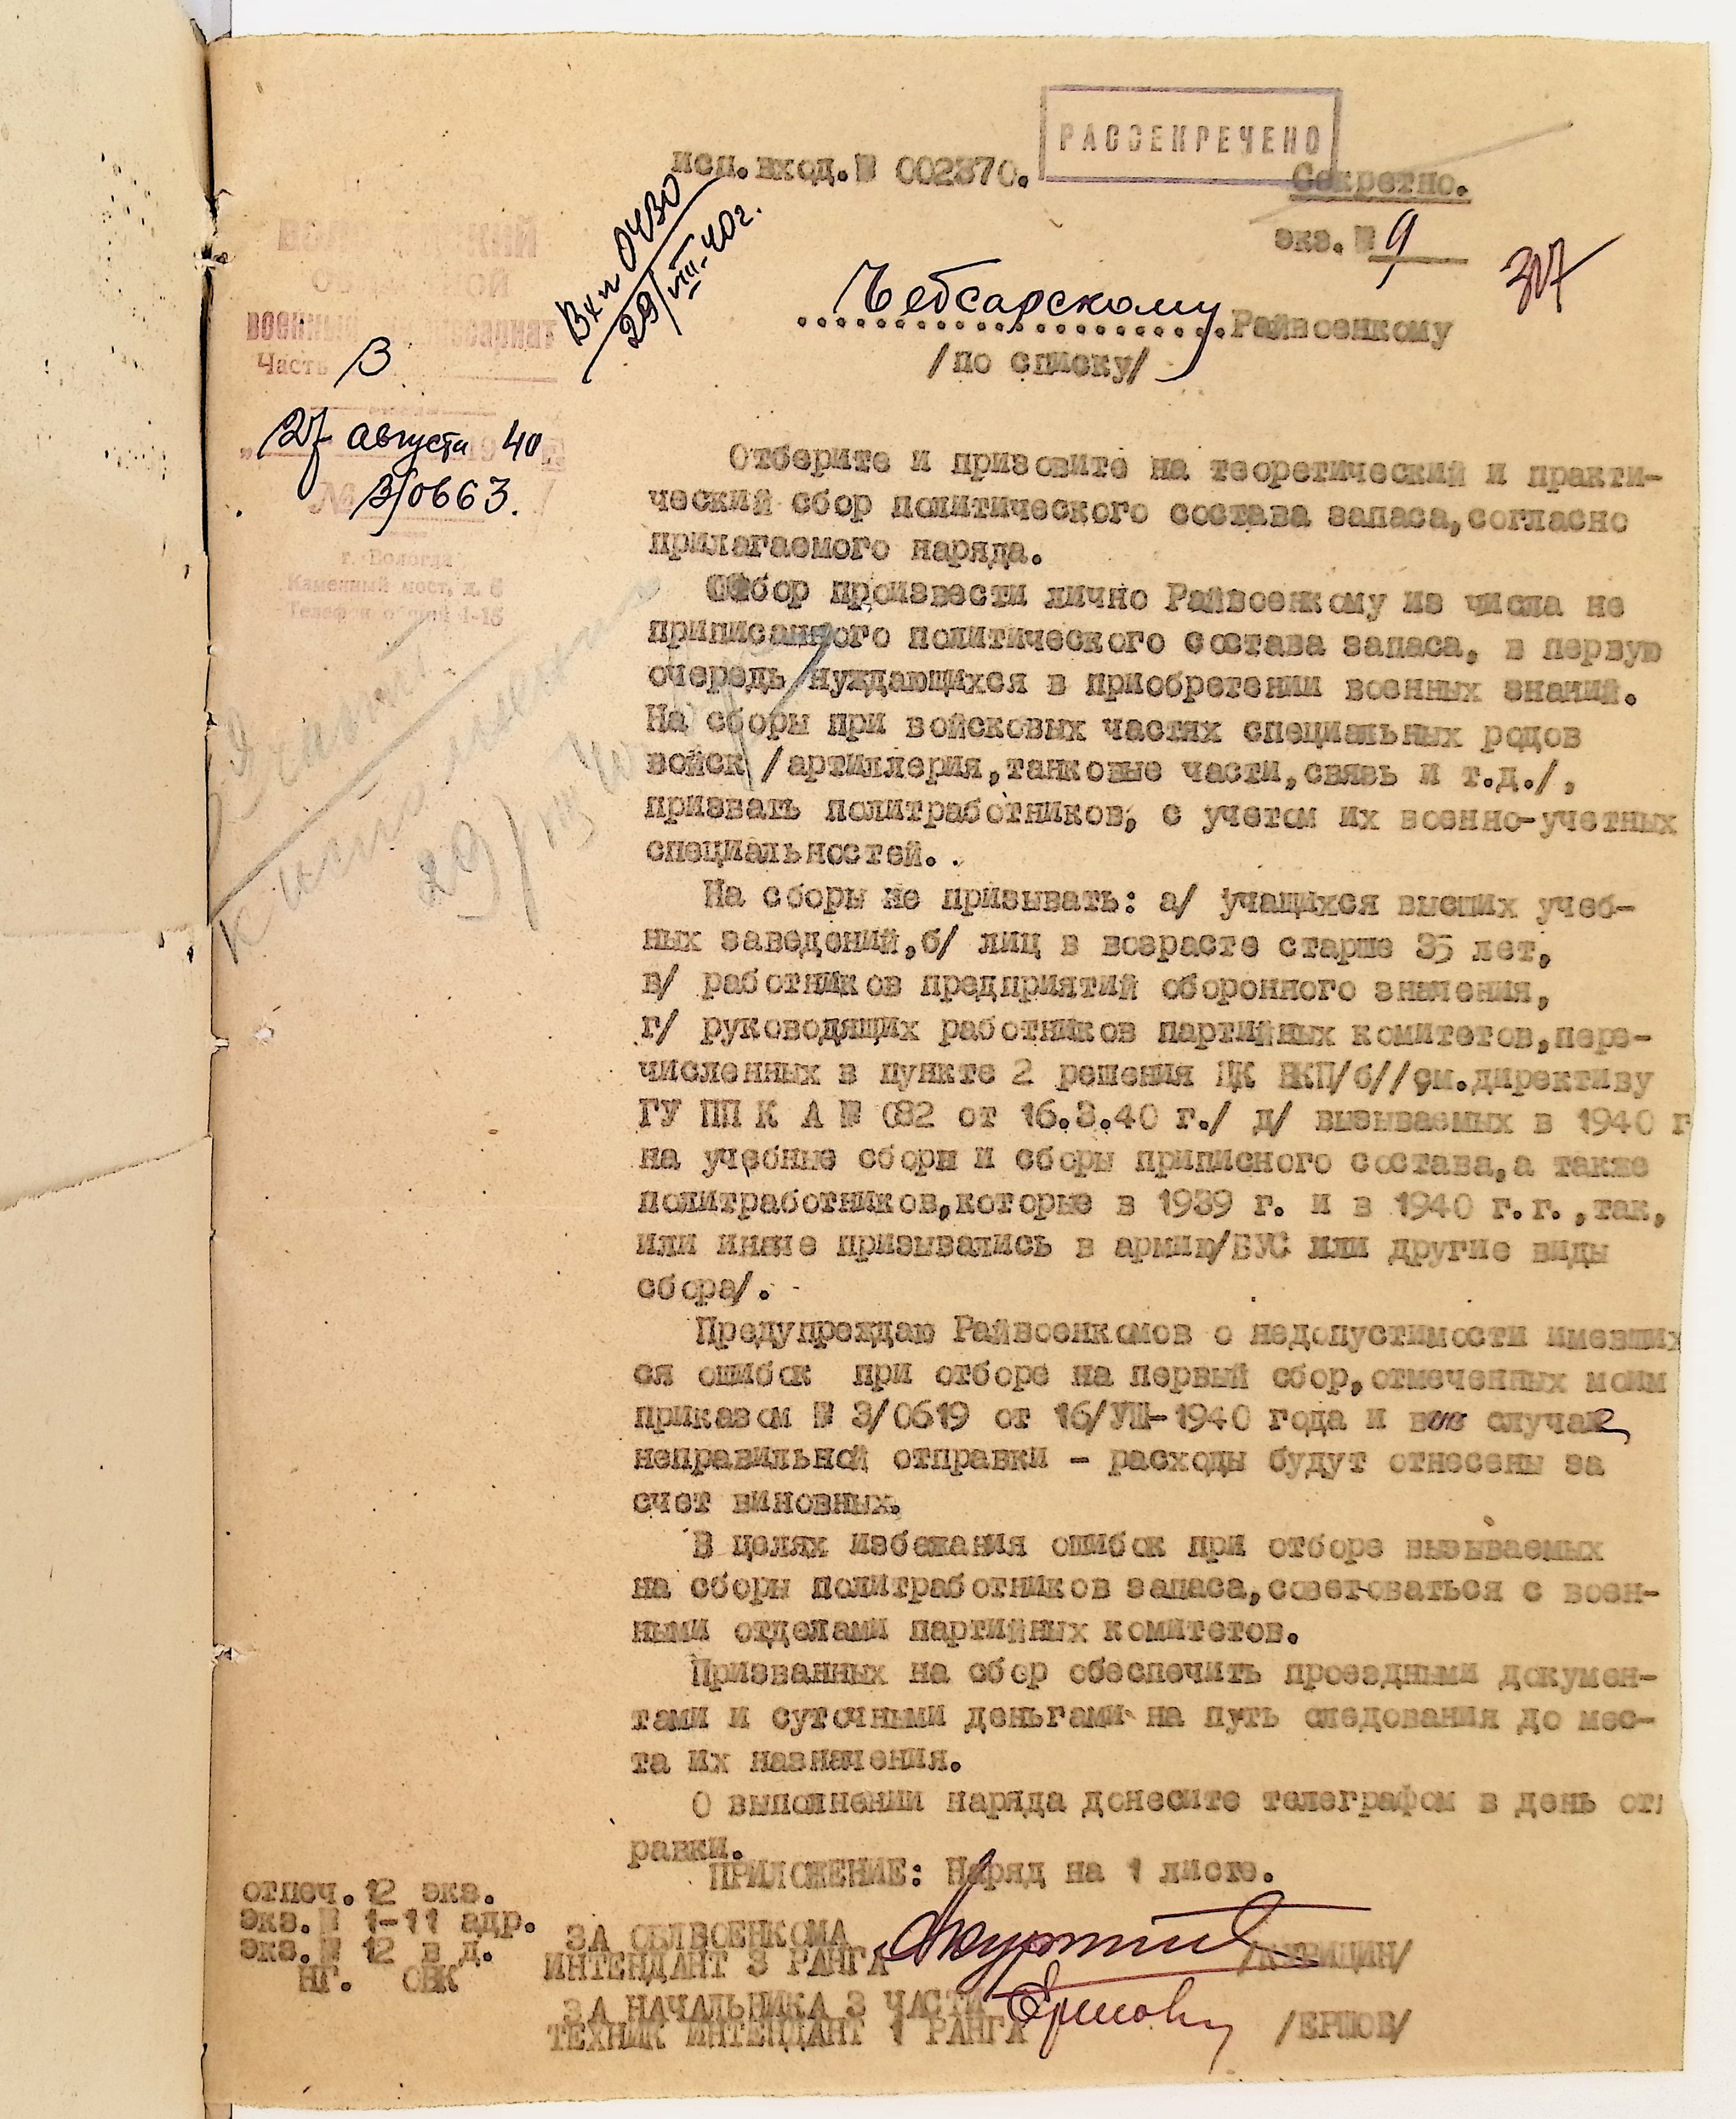 РАССЕКРЕЧЕНО
исп. вход. № 002370.
Секретно.
экз. № 9
307
Вх № 0430
29/VIII-40г.
Чебсарскому Райвоенкому
/по списку/
военный комиссариат
Часть 3
27 августа 1940 г.
№ 3/0663.
г. Вологда
Каменный мост, д. 6
Отберите и призовите на теоретический и практи-
ческий сбор политического состава запаса, согласно
прилагаемого наряда.
Отбор произвести лично Райвоенкому из числа не
приписанного политического состава запаса, в первую
очередь нуждающихся в приобретении военных знаний.
На сборы при войсковых частях специальных родов
войск /артиллерия, танковые части, связь и т.д./,
призвать политработников, с учетом их военно-учетных
специальностей. .
На сборы не призывать: а/ учащихся высших учеб-
ных заведений, б/ лиц в возрасте старше 35 лет,
в/ работников предприятий оборонного значения,
г/ руководящих работников партийных комитетов, пере-
численных в пункте 2 решения ЦК ВКП/б//см. директиву
ГУ ПП К А № 082 от 16.3.40 г./ д/ вызываемых в 1940 г
на учебные сборы и сборы приписного состава, а также
политработников, которые в 1939 г. и в 1940 г.г. , так,
или иначе призывались в армию/БУС или другие виды
сбора/. -
Предупреждаю Райвоенкомов о недопустимости имевших
ся ошибок при отборе на первый сбор, отмеченных моим
приказом № 3/0619 от 16/УШ-1940 года и все случаи
неправильной отправки - расходы будут отнесены за
счет виновных.
В целях избежания ошибок при отборе вызываемых
на сборы политработников запаса, советоваться с воен-
ными отделами партийных комитетов.
Призванных на сбор обеспечить проездными докумен-
тами и суточными деньгами на путь следования до мес-
та их назначения.
О выполнении наряда донесите телеграфом в день отп
равки.
ПРИЛОЖЕНИЕ: Наряд на 1 листе.
отпеч. 12 экз.
экз. № 1-11 адр.
экз. № 12 в д.
НГ. ОВК
ЗА ОБЛВОЕНКОМА
ИНТЕНДАНТ 3 РАНГА /КУРИЦИН/
ЗА НАЧАЛЬНИКА 3 ЧАСТИ
ТЕХНИК ИНТЕНДАНТ 1 РАНГА Ершов /ЕРШОВ/